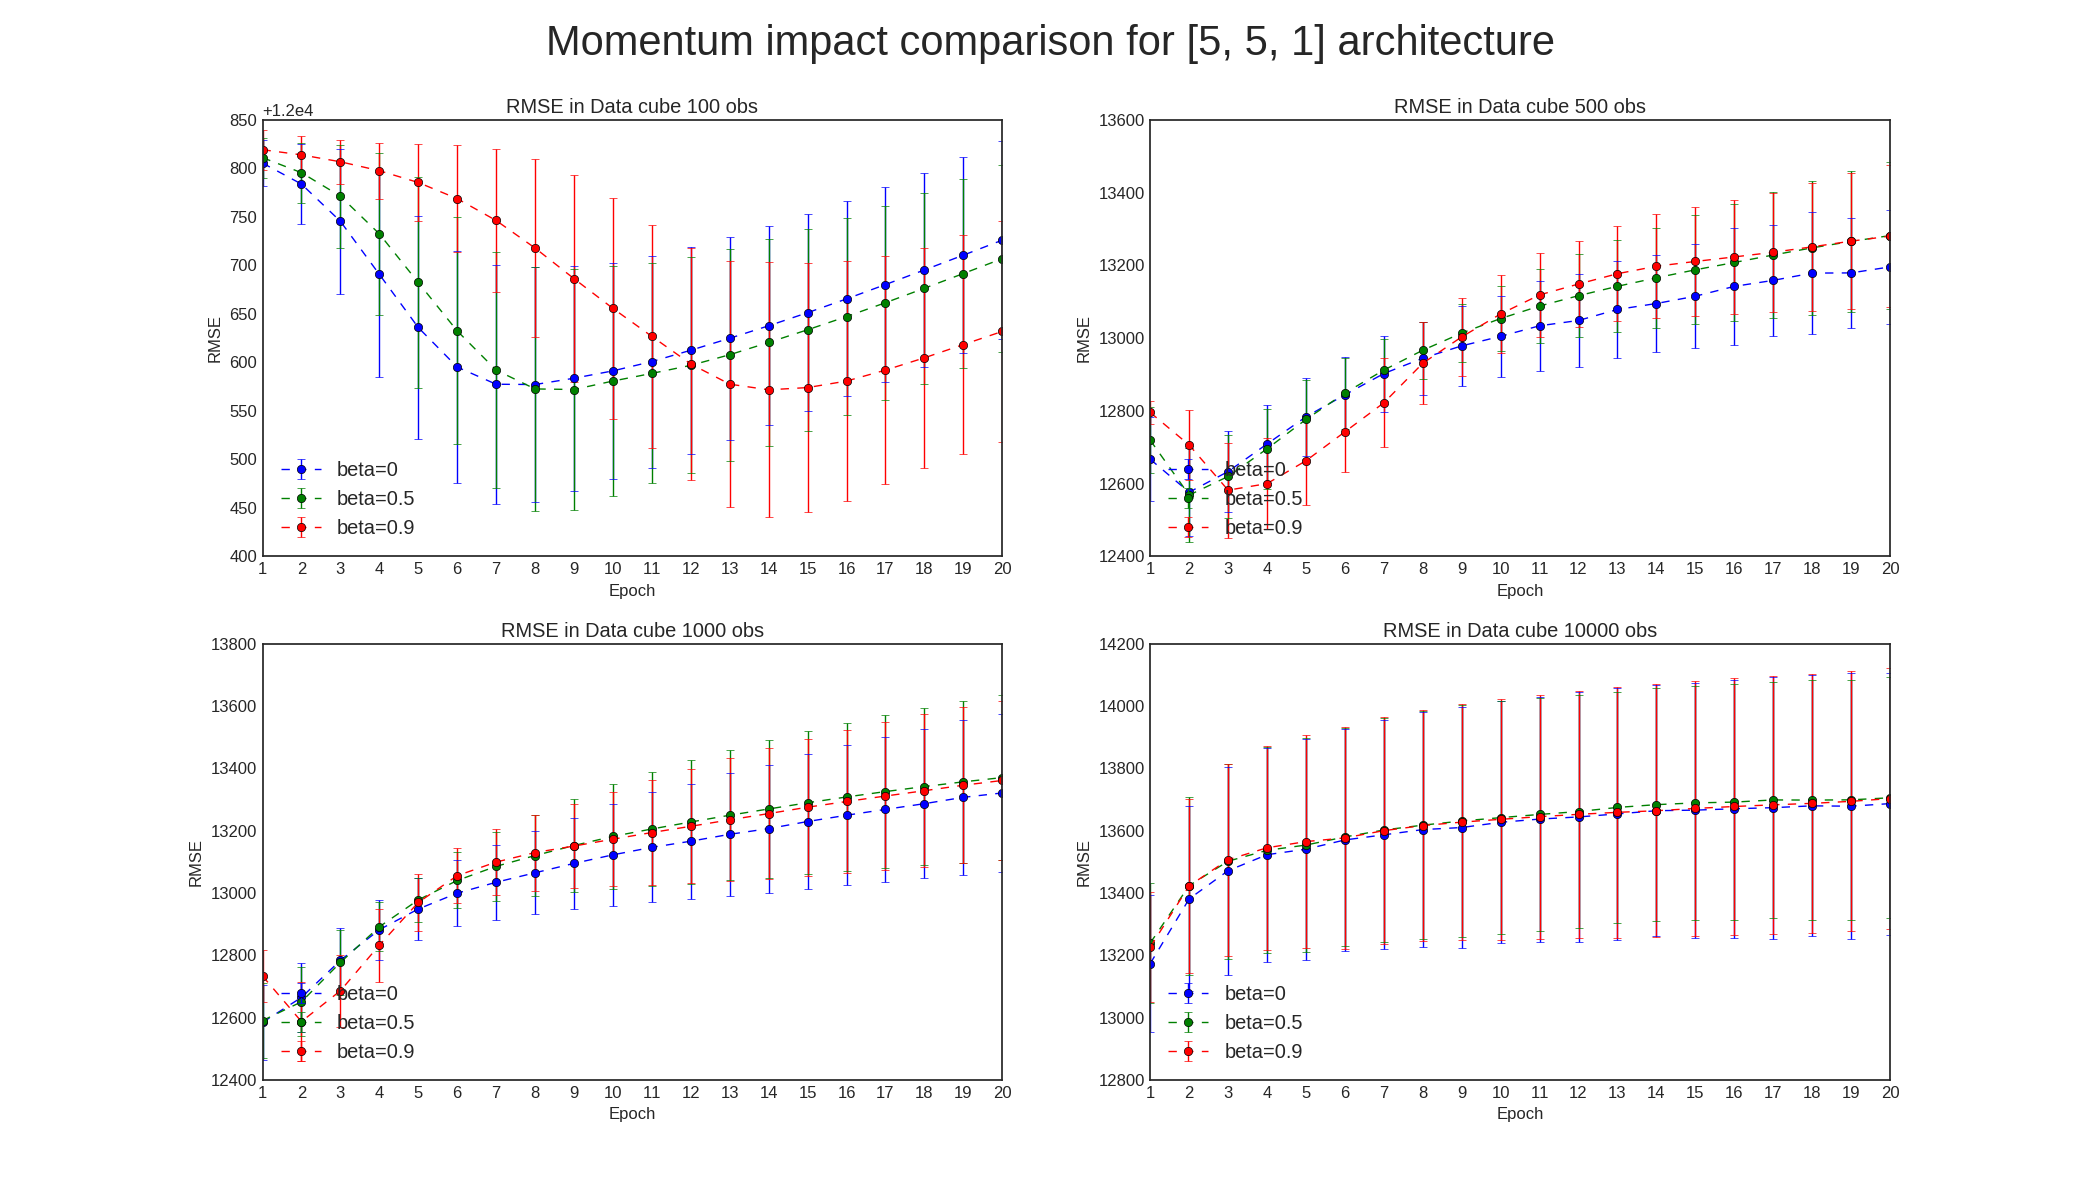 Momentum impact comparison for [5, 5, 1] architecture
RMSE in Data cube 100 obs
+1.2e4
850
800
750
700
650
600
550
500
450
400
RMSE
beta=0
beta=0.5
beta=0.9
1 2 3 4 5 6 7 8 9 10 11 12 13 14 15 16 17 18 19 20
Epoch
RMSE in Data cube 500 obs
13600
13400
13200
13000
12800
12600
12400
RMSE
beta=0
beta=0.5
beta=0.9
1 2 3 4 5 6 7 8 9 10 11 12 13 14 15 16 17 18 19 20
Epoch
RMSE in Data cube 1000 obs
13800
13600
13400
13200
13000
12800
12600
12400
RMSE
beta=0
beta=0.5
beta=0.9
1 2 3 4 5 6 7 8 9 10 11 12 13 14 15 16 17 18 19 20
Epoch
RMSE in Data cube 10000 obs
14200
14000
13800
13600
13400
13200
13000
12800
RMSE
beta=0
beta=0.5
beta=0.9
1 2 3 4 5 6 7 8 9 10 11 12 13 14 15 16 17 18 19 20
Epoch